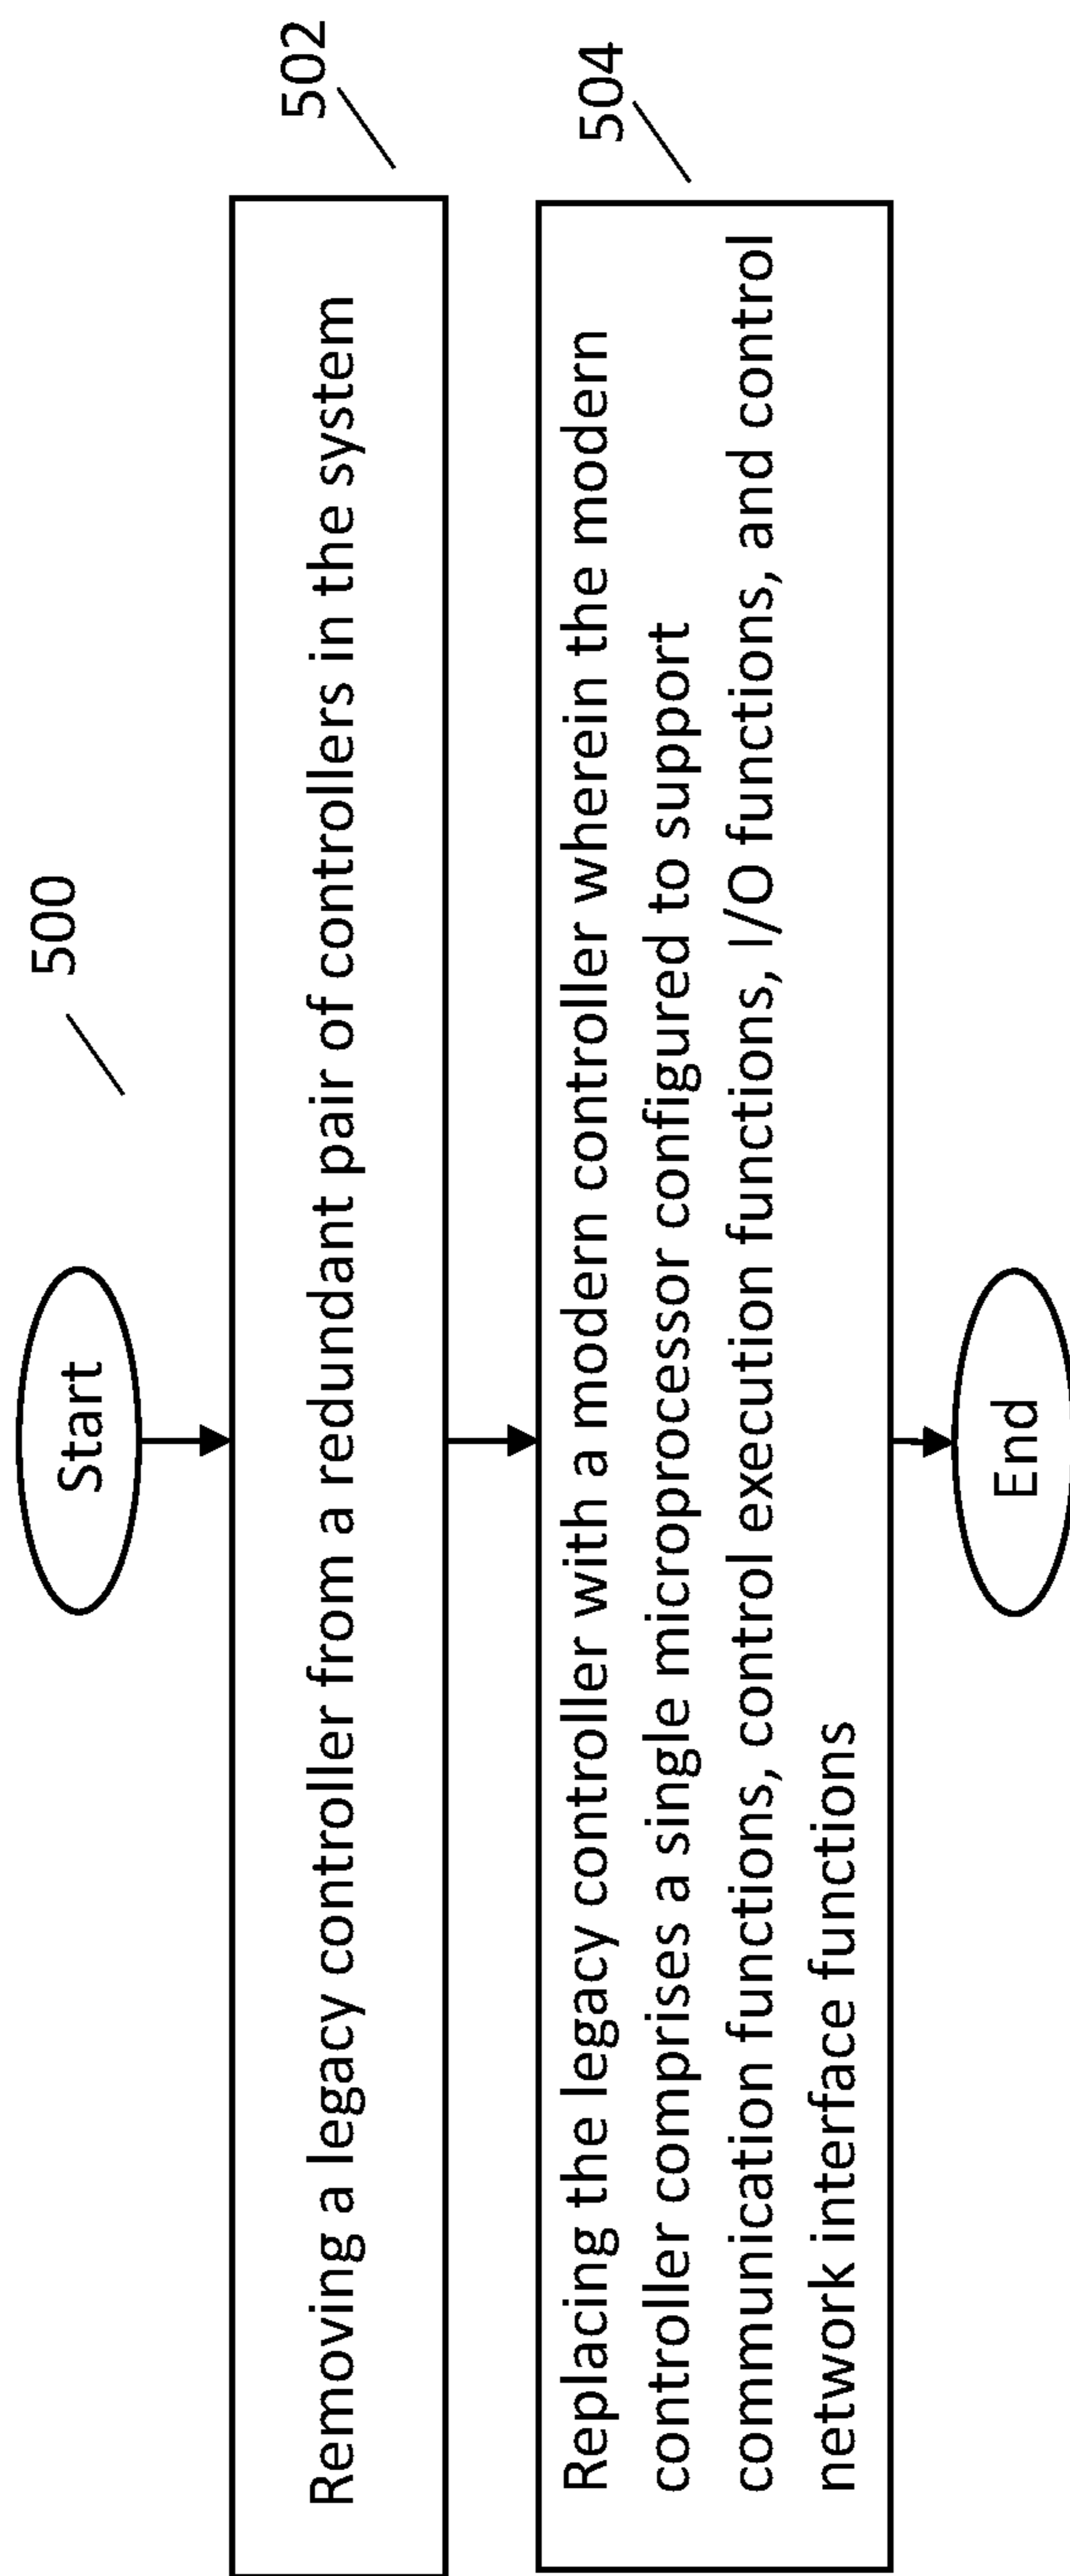 500
Start
502
Removing a legacy controller from a redundant pair of controllers in the system
504
Replacing the legacy controller with a modern controller wherein the modern
controller comprises a single microprocessor configured to support
communication functions, control execution functions, I/O functions, and control
network interface functions
End